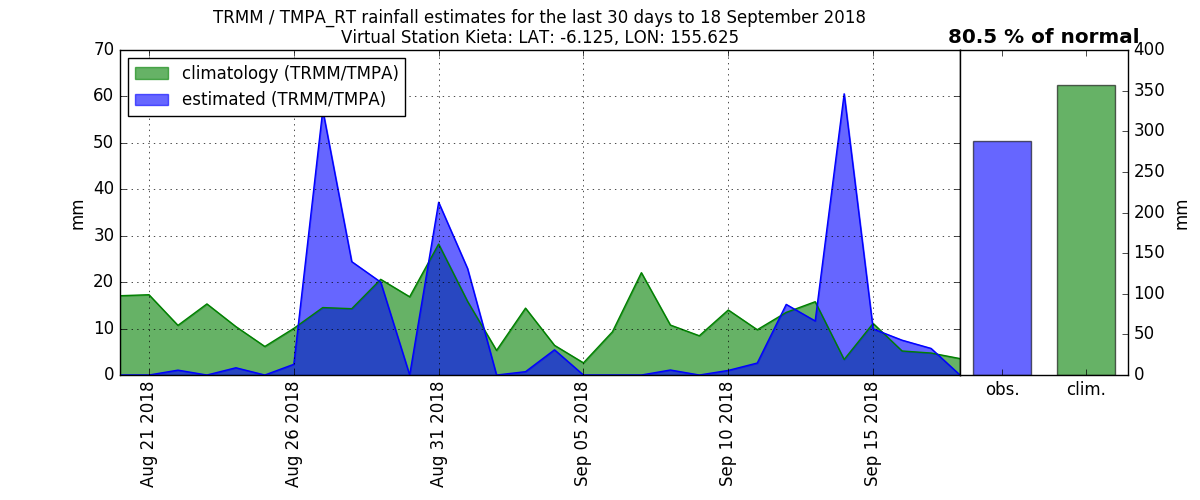 TRMM / TMPA_RT rainfall estimates for the last 30 days to 18 September 2018
Virtual Station Kieta: LAT: -6.125, LON: 155.625
80.5 % of normal
climatology (TRMM/TMPA)
estimated (TRMM/TMPA)
70
60
50
40
30
20
10
0
mm
Aug 21 2018
Aug 26 2018
Aug 31 2018
Sep 05 2018
Sep 10 2018
Sep 15 2018
obs.
clim.
400
350
300
250
200
150
100
50
0
mm